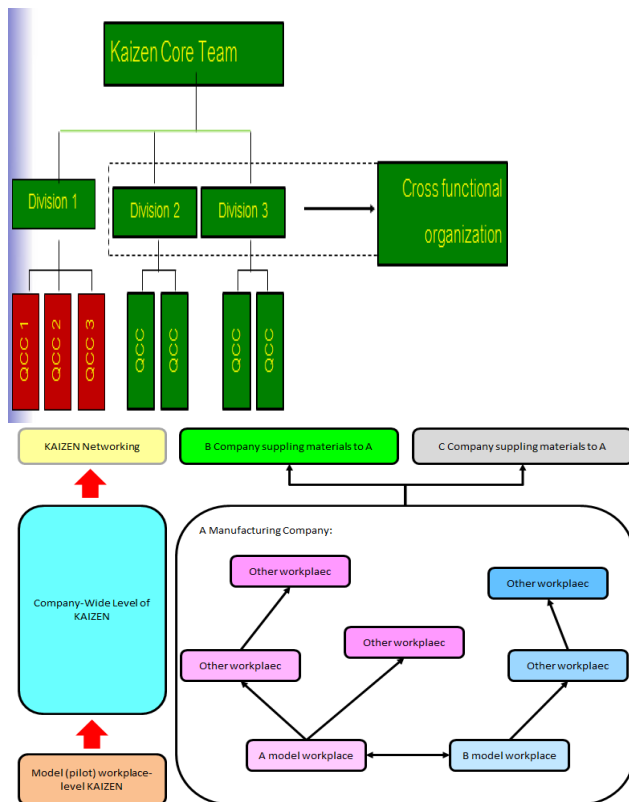 Kaizen Core Team
Division 1
Division 2
Division 3
Cross functional
organization
QCC 1
QCC 2
QCC 3
QCC
QCC
QCC
QCC
KAIZEN Networking
B Company suppling materials to A
C Company suppling materials to A
Company-Wide Level of
KAIZEN
A Manufacturing Company:
Other workplaec
Other workplaec
Other workplaec
Other workplaec
Other workplaec
A model workplace
B model workplace
Model (pilot) workplace-
level KAIZEN